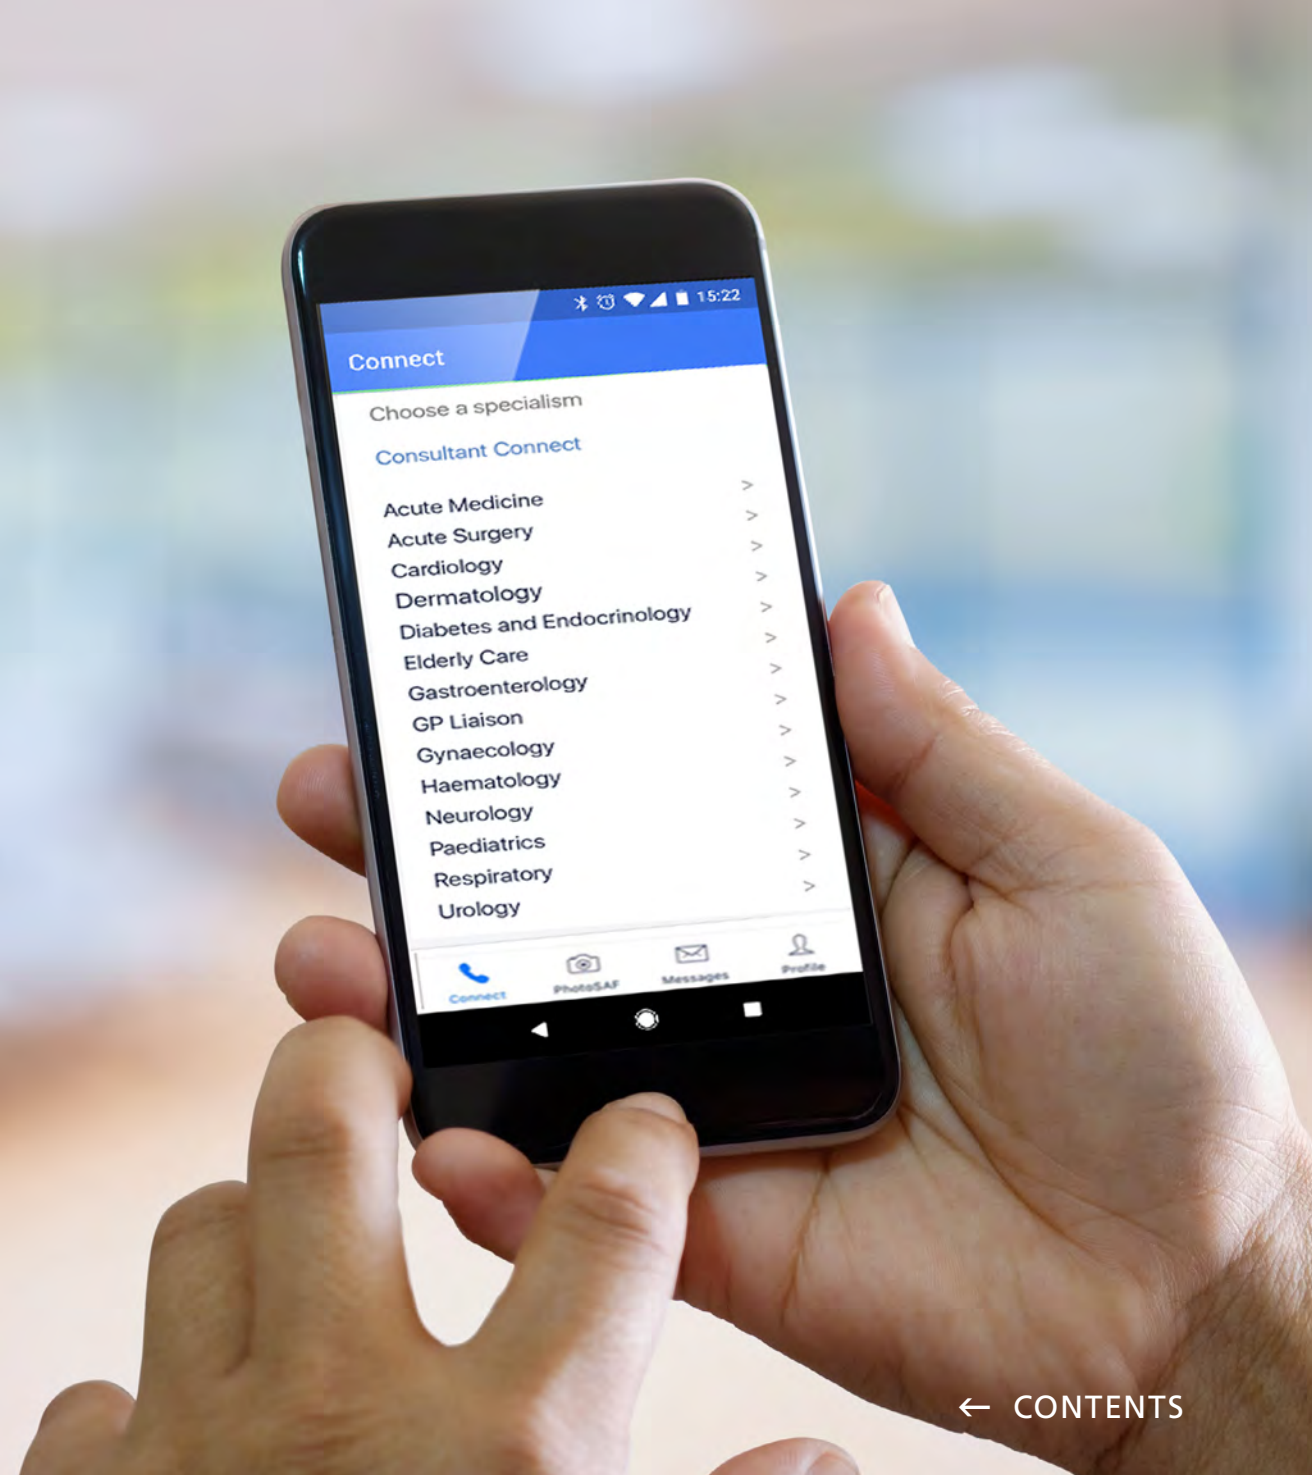 15:22
Connect
Choose a specialism
Consultant Connect
Acute Medicine >
Acute Surgery >
Cardiology >
Dermatology >
Diabetes and Endocrinology >
Elderly Care >
Gastroenterology >
GP Liaison >
Gynaecology >
Haematology >
Neurology >
Paediatrics >
Respiratory >
Urology >
Connect PhotoSAF Messages Profile
← CONTENTS